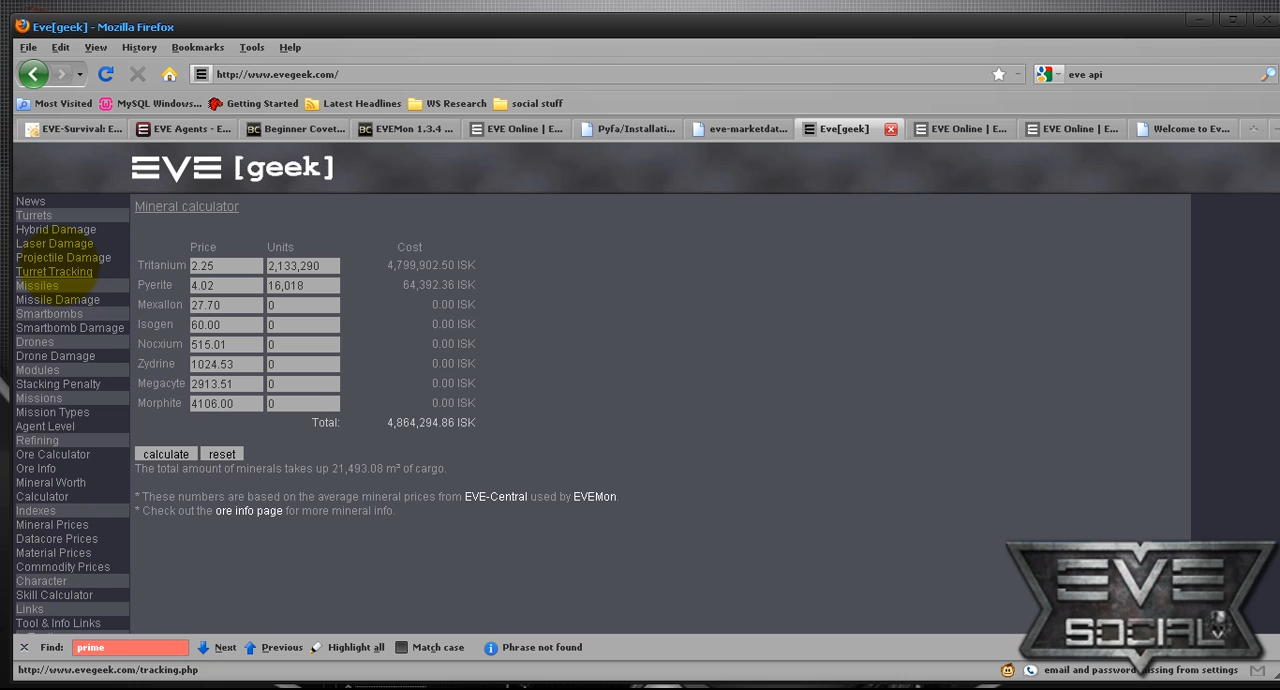 Eve[geek] - Mozilla Firefox
File Edit View History Bookmarks Tools Help
http://www.evegeek.com/
eve api
Most Visited MySQL Windows... Getting Started Latest Headlines WS Research social stuff
EVE-Survival: E... EVE Agents - E... Beginner Covet... EVEMon 1.3.4 ... EVE Online | E... Pyfa/Installati... eve-marketdat... Eve[geek] EVE Online | E... EVE Online | E... Welcome to Ev...
EVE [geek]
News
Turrets
Hybrid Damage
Laser Damage
Projectile Damage
Turret Tracking
Missiles
Missile Damage
Smartbombs
Smartbomb Damage
Drones
Drone Damage
Modules
Stacking Penalty
Missions
Mission Types
Agent Level
Refining
Ore Calculator
Ore Info
Mineral Worth
Calculator
Indexes
Mineral Prices
Datacore Prices
Material Prices
Commodity Prices
Character
Skill Calculator
Links
Tool & Info Links
Mineral calculator
Price Units Cost
Tritanium 2.25 2,133,290 4,799,902.50 ISK
Pyerite 4.02 16,018 64,392.36 ISK
Mexallon 27.70 0 0.00 ISK
Isogen 60.00 0 0.00 ISK
Nocxium 515.01 0 0.00 ISK
Zydrine 1024.53 0 0.00 ISK
Megacyte 2913.51 0 0.00 ISK
Morphite 4106.00 0 0.00 ISK
Total: 4,864,294.86 ISK
calculate reset
The total amount of minerals takes up 21,493.08 m³ of cargo.
* These numbers are based on the average mineral prices from EVE-Central used by EVEMon.
* Check out the ore info page for more mineral info.
EVE
SOCIAL
Find: prime Next Previous Highlight all Match case Phrase not found
http://www.evegeek.com/tracking.php
email and password missing from settings